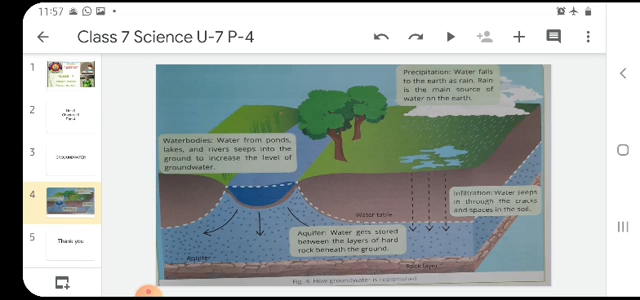 11:57
Class 7 Science U-7 P-4
1
2
3
GROUNDWATER
4
5
Thank you
Precipitation: Water falls
to the earth as rain. Rain
is the main source of
water on the earth.
Waterbodies: Water from ponds,
lakes, and rivers seeps into the
ground to increase the level of
groundwater.
Infiltration: Water seeps
in through the cracks
and spaces in the soil.
Water table
Aquifer: Water gets stored
between the layers of hard
rock beneath the ground.
Aquifer
Rock layer
Fig. 4. How groundwater is replenished